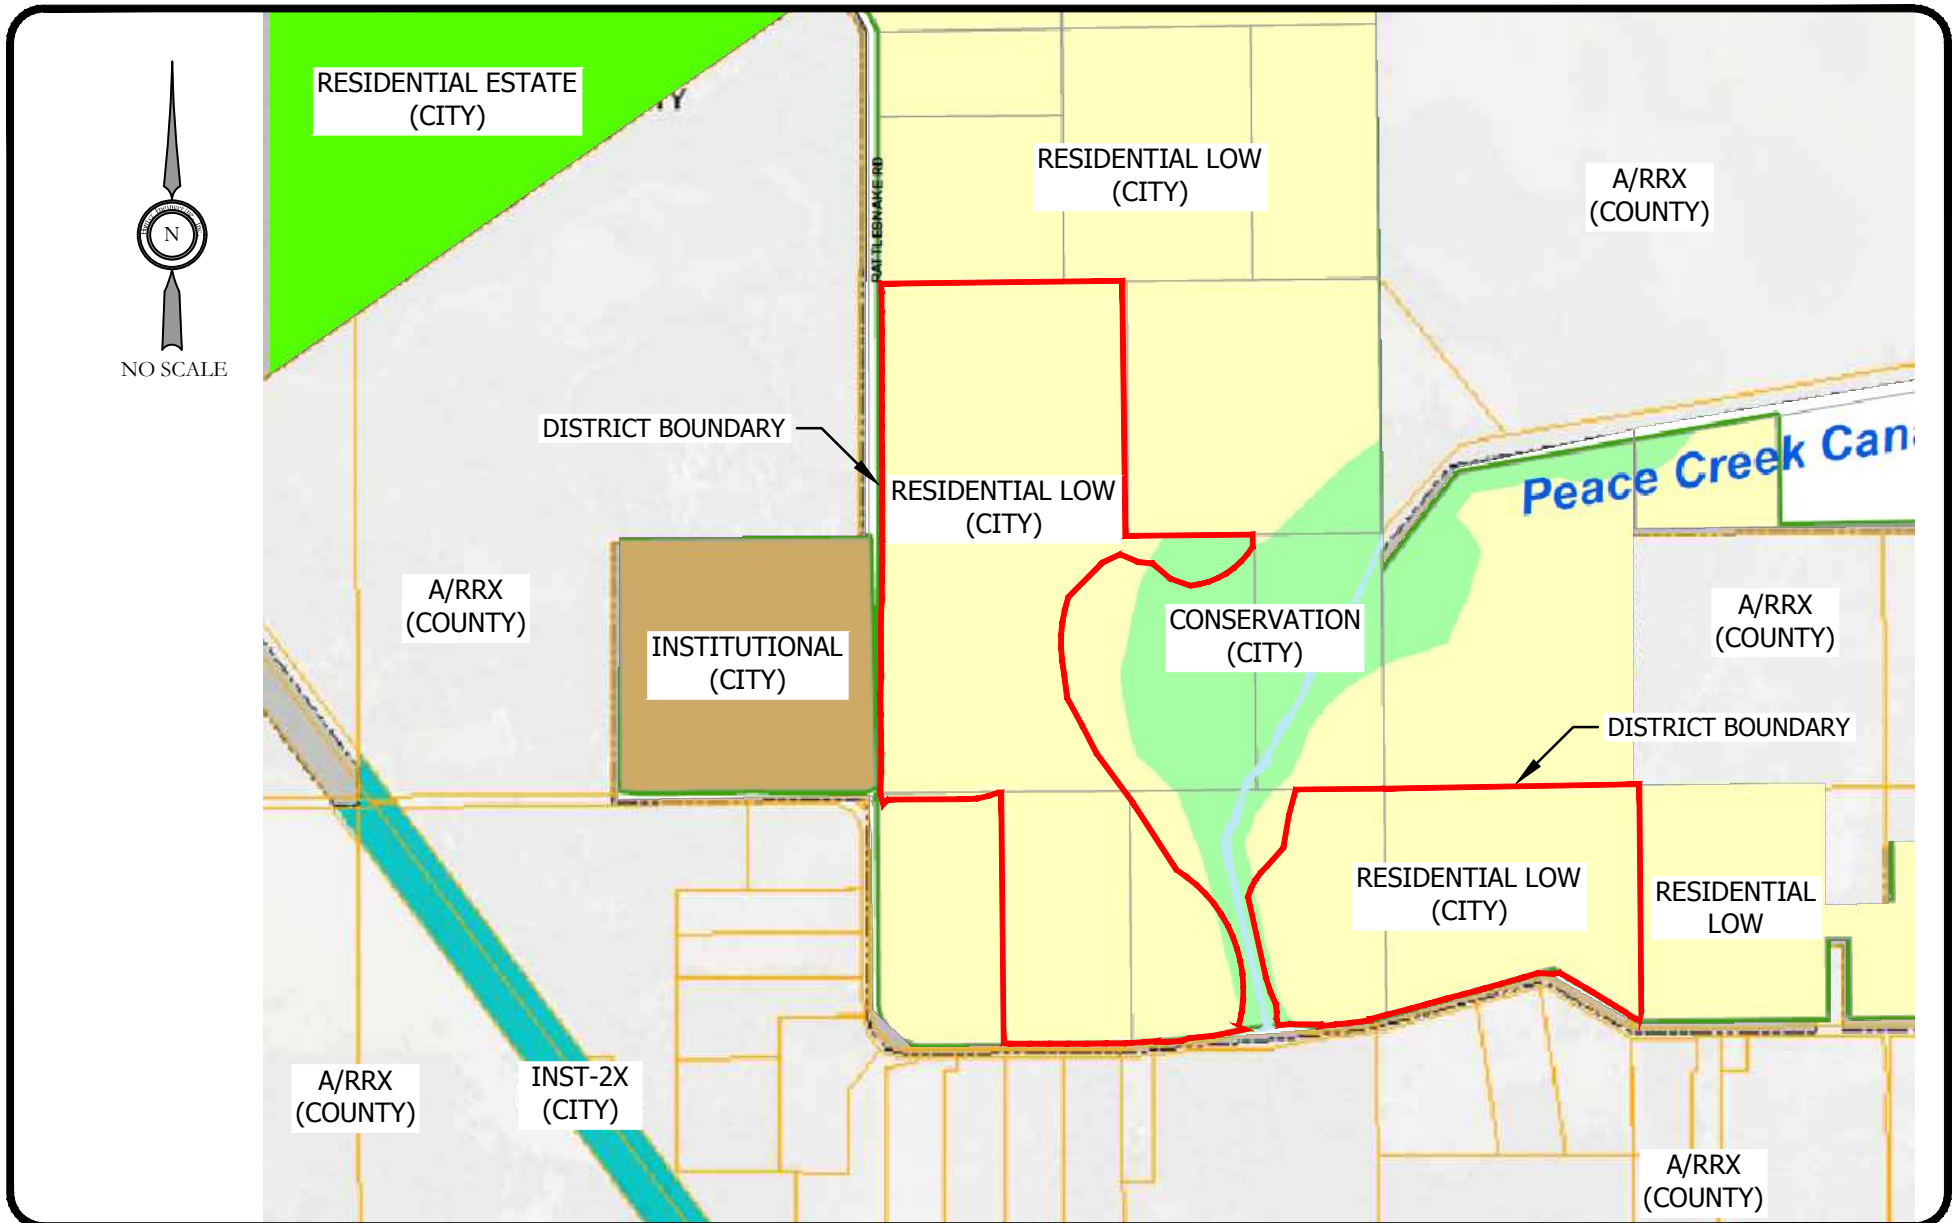 RESIDENTIAL ESTATE
(CITY)
TY
RATTLESNAKE RD
RESIDENTIAL LOW
(CITY)
A/RRX
(COUNTY)
N
NO SCALE
DISTRICT BOUNDARY
RESIDENTIAL LOW
(CITY)
Peace Creek Can
A/RRX
(COUNTY)
INSTITUTIONAL
(CITY)
CONSERVATION
(CITY)
A/RRX
(COUNTY)
DISTRICT BOUNDARY
RESIDENTIAL LOW
(CITY)
RESIDENTIAL
LOW
A/RRX
(COUNTY)
INST-2X
(CITY)
A/RRX
(COUNTY)